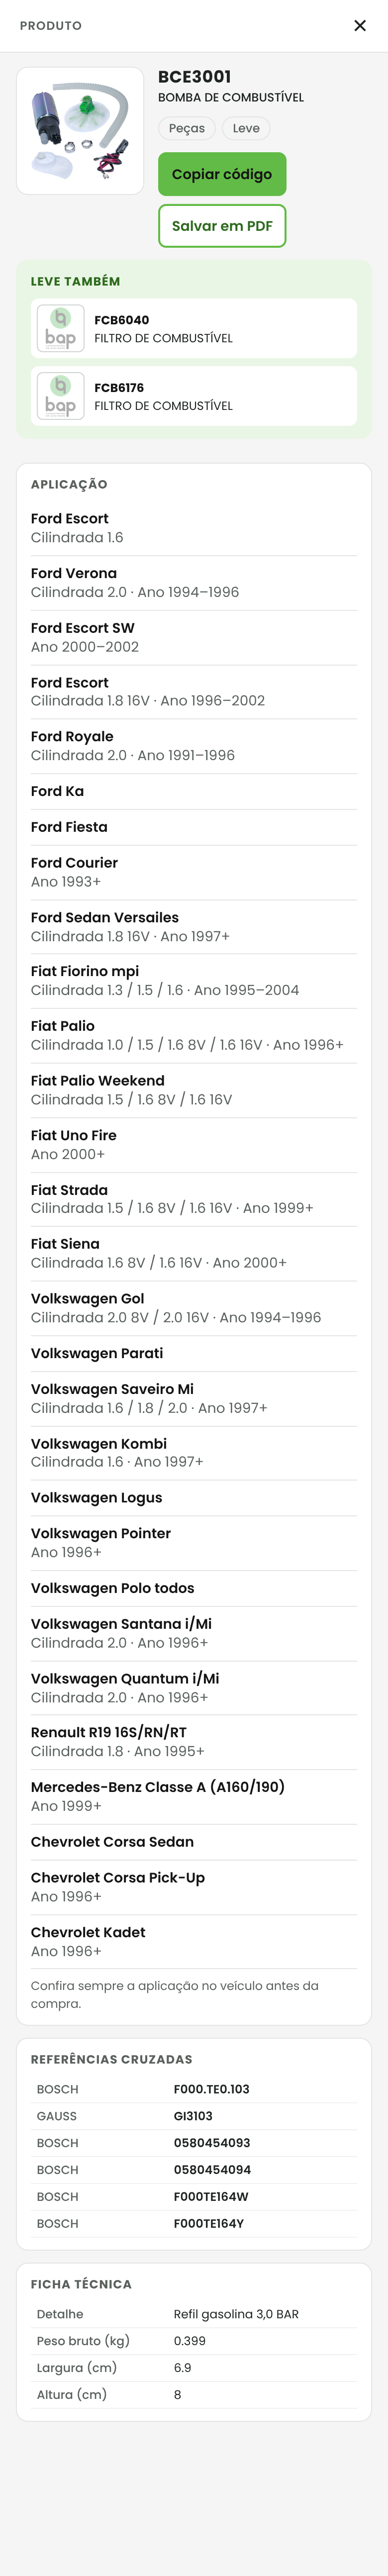 PRODUTO
BCE3001
BOMBA DE COMBUSTÍVEL
Peças
Leve
Copiar código
Salvar em PDF
LEVE TAMBÉM
bap
FCB6040
FILTRO DE COMBUSTÍVEL
bap
FCB6176
FILTRO DE COMBUSTÍVEL
APLICAÇÃO
Ford Escort
Cilindrada 1.6
Ford Verona
Cilindrada 2.0 · Ano 1994–1996
Ford Escort SW
Ano 2000–2002
Ford Escort
Cilindrada 1.8 16V · Ano 1996–2002
Ford Royale
Cilindrada 2.0 · Ano 1991–1996
Ford Ka
Ford Fiesta
Ford Courier
Ano 1993+
Ford Sedan Versailes
Cilindrada 1.8 16V · Ano 1997+
Fiat Fiorino mpi
Cilindrada 1.3 / 1.5 / 1.6 · Ano 1995–2004
Fiat Palio
Cilindrada 1.0 / 1.5 / 1.6 8V / 1.6 16V · Ano 1996+
Fiat Palio Weekend
Cilindrada 1.5 / 1.6 8V / 1.6 16V
Fiat Uno Fire
Ano 2000+
Fiat Strada
Cilindrada 1.5 / 1.6 8V / 1.6 16V · Ano 1999+
Fiat Siena
Cilindrada 1.6 8V / 1.6 16V · Ano 2000+
Volkswagen Gol
Cilindrada 2.0 8V / 2.0 16V · Ano 1994–1996
Volkswagen Parati
Volkswagen Saveiro Mi
Cilindrada 1.6 / 1.8 / 2.0 · Ano 1997+
Volkswagen Kombi
Cilindrada 1.6 · Ano 1997+
Volkswagen Logus
Volkswagen Pointer
Ano 1996+
Volkswagen Polo todos
Volkswagen Santana i/Mi
Cilindrada 2.0 · Ano 1996+
Volkswagen Quantum i/Mi
Cilindrada 2.0 · Ano 1996+
Renault R19 16S/RN/RT
Cilindrada 1.8 · Ano 1995+
Mercedes-Benz Classe A (A160/190)
Ano 1999+
Chevrolet Corsa Sedan
Chevrolet Corsa Pick-Up
Ano 1996+
Chevrolet Kadet
Ano 1996+
Confira sempre a aplicação no veículo antes da
compra.
REFERÊNCIAS CRUZADAS
BOSCH F000.TE0.103
GAUSS GI3103
BOSCH 0580454093
BOSCH 0580454094
BOSCH F000TE164W
BOSCH F000TE164Y
FICHA TÉCNICA
Detalhe Refil gasolina 3,0 BAR
Peso bruto (kg) 0.399
Largura (cm) 6.9
Altura (cm) 8